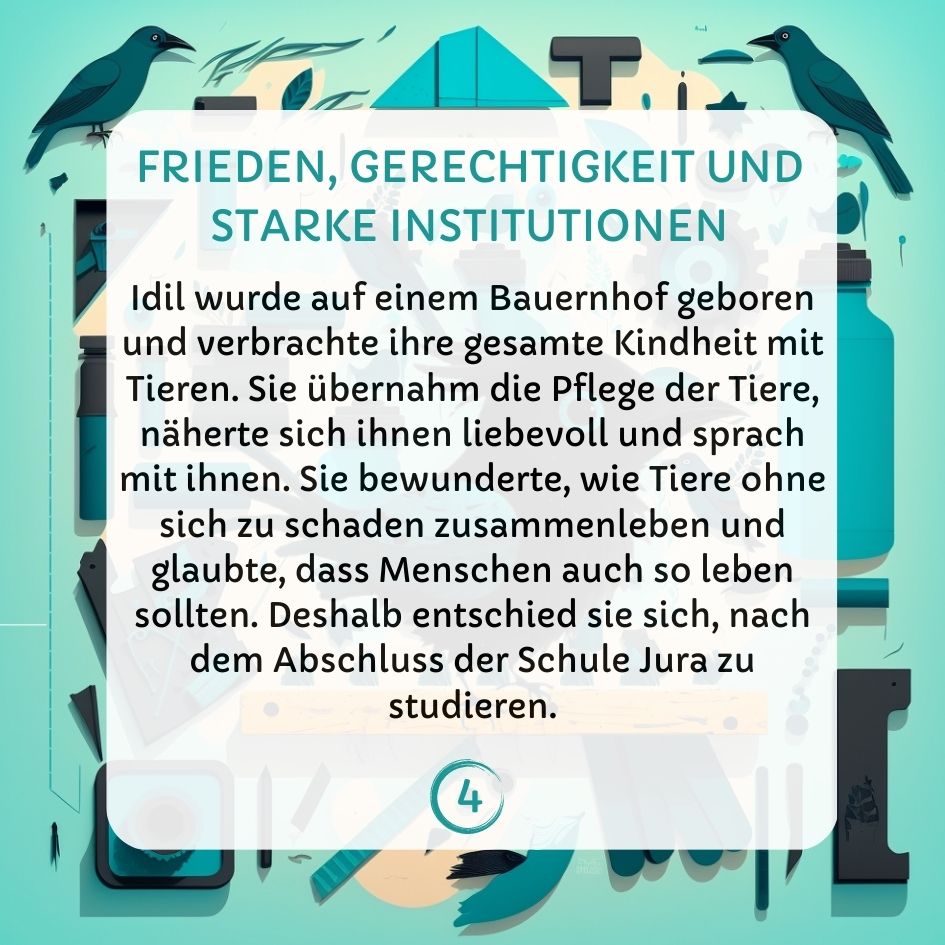 FRIEDEN, GERECHTIGKEIT UND
STARKE INSTITUTIONEN
Idil wurde auf einem Bauernhof geboren
und verbrachte ihre gesamte Kindheit mit
Tieren. Sie übernahm die Pflege der Tiere,
näherte sich ihnen liebevoll und sprach
mit ihnen. Sie bewunderte, wie Tiere ohne
sich zu schaden zusammenleben und
glaubte, dass Menschen auch so leben
sollten. Deshalb entschied sie sich, nach
dem Abschluss der Schule Jura zu
studieren.
4